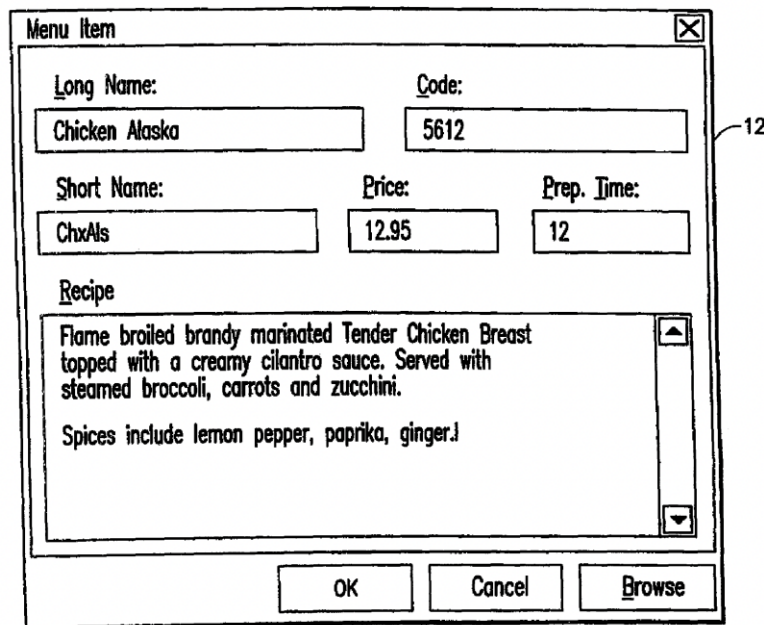 Menu Item
Long Name: Code:
Chicken Alaska 5612
12
Short Name: Price: Prep. Time:
ChxAls 12.95 12
Recipe
Flame broiled brandy marinated Tender Chicken Breast
topped with a creamy cilantro sauce. Served with
steamed broccoli, carrots and zucchini.
Spices include lemon pepper, paprika, ginger.
OK Cancel Browse